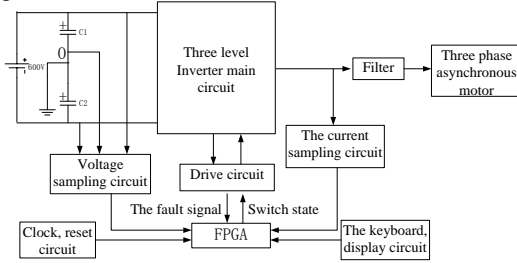 C1
0
600V
C2
Three level
Inverter main
circuit
Filter
Three phase
asynchronous
motor
The current
sampling circuit
Voltage
sampling circuit
Drive circuit
The fault signal
Switch state
Clock, reset
circuit
FPGA
The keyboard,
display circuit